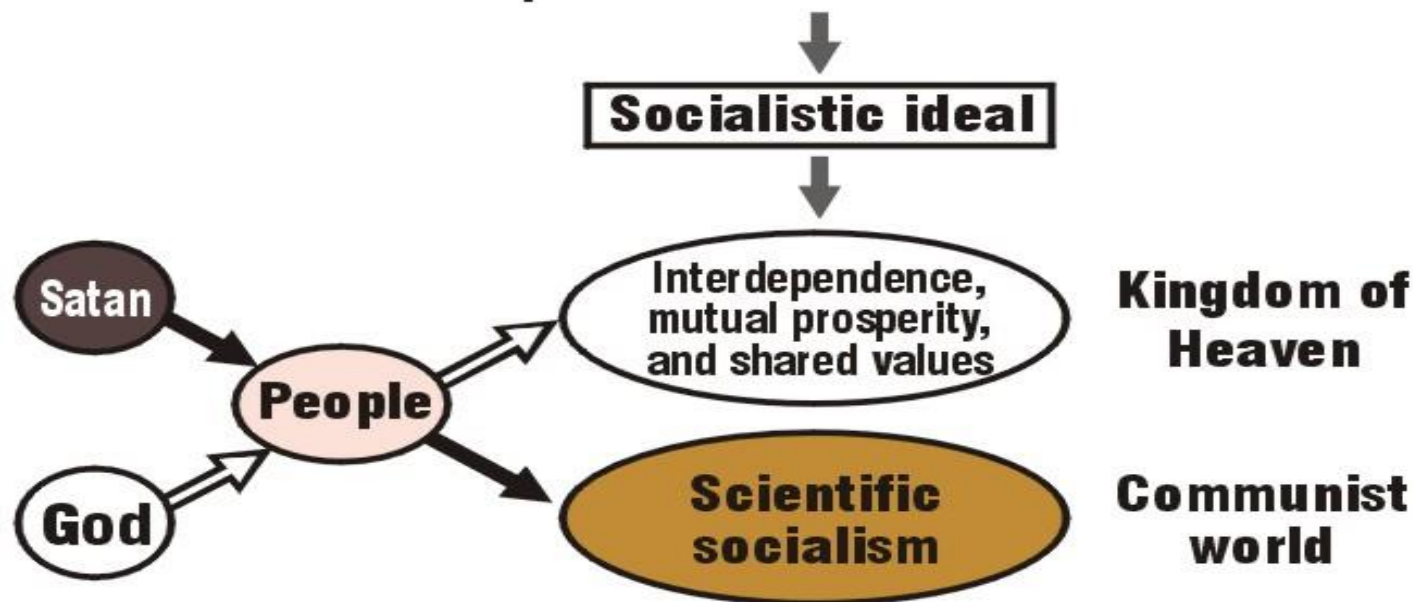 Socialistic ideal
Satan
Interdependence,
mutual prosperity,
and shared values
Kingdom of
Heaven
People
God
Scientific
socialism
Communist
world